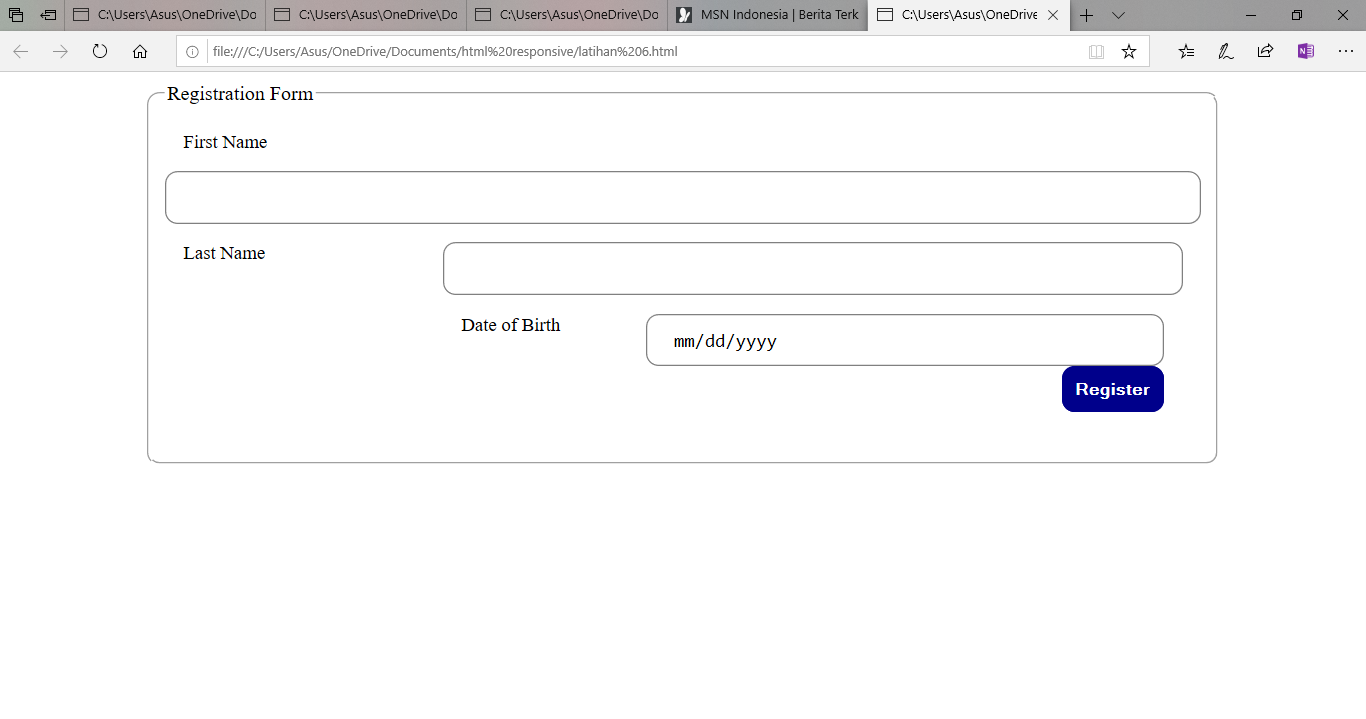 C:\Users\Asus\OneDrive\Do C:\Users\Asus\OneDrive\Do C:\Users\Asus\OneDrive\Do MSN Indonesia | Berita Terk C:\Users\Asus\OneDrive
file:///C:/Users/Asus/OneDrive/Documents/html%20responsive/latihan%206.html
Registration Form
First Name
Last Name
Date of Birth mm/dd/yyyy
Register